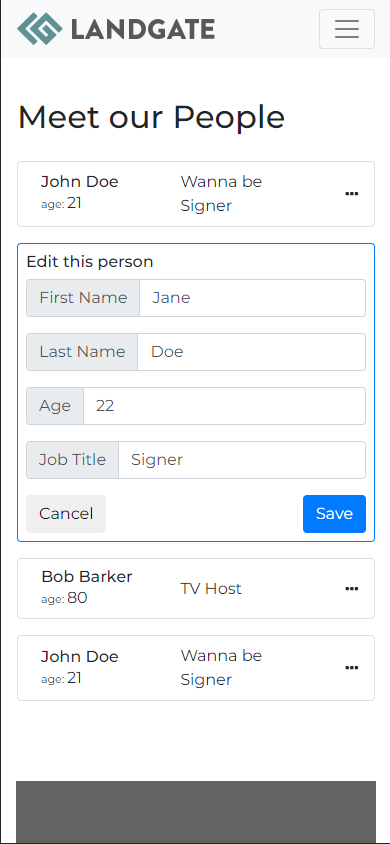 LANDGATE
Meet our People
John Doe
age: 21
Wanna be
Signer
Edit this person
First Name Jane
Last Name Doe
Age 22
Job Title Signer
Cancel Save
Bob Barker
age: 80
TV Host
John Doe
age: 21
Wanna be
Signer